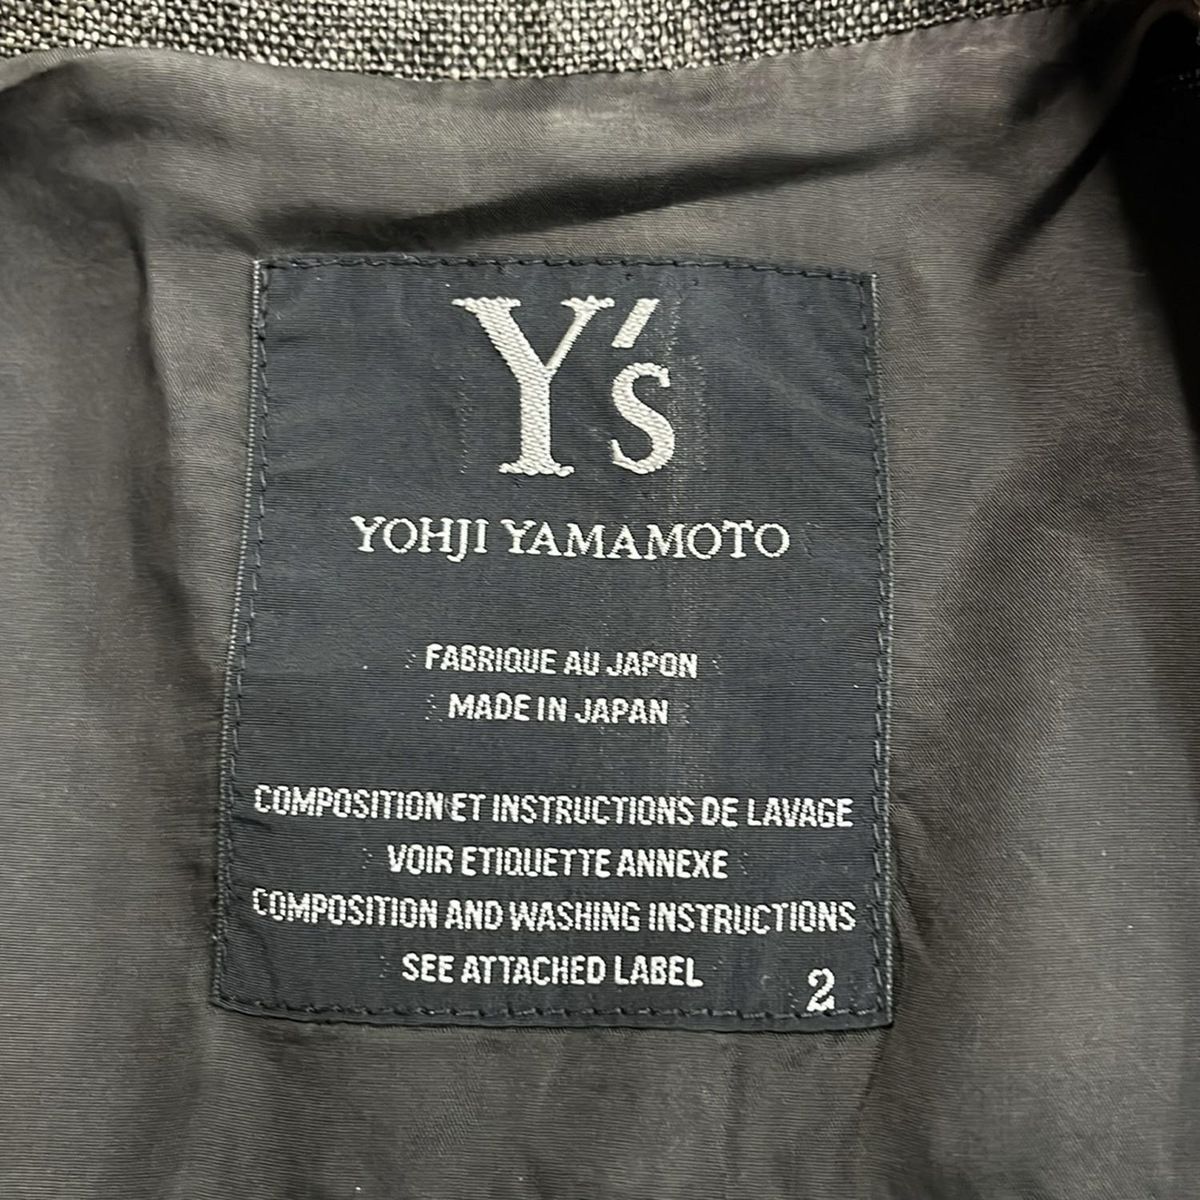 Y's
YOHJI YAMAMOTO
FABRIQUE AU JAPON
MADE IN JAPAN
COMPOSITION ET INSTRUCTIONS DE LAVAGE
VOIR ETIQUETTE ANNEXE
COMPOSITION AND WASHING INSTRUCTIONS
SEE ATTACHED LABEL
2